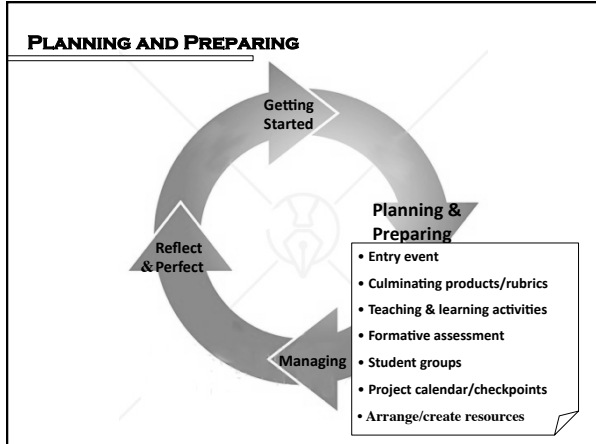 PLANNING AND PREPARING
Getting
Started
Planning &
Preparing
• Entry event
• Culminating products/rubrics
• Teaching & learning activities
• Formative assessment
• Student groups
• Project calendar/checkpoints
• Arrange/create resources
Managing
Reflect
& Perfect